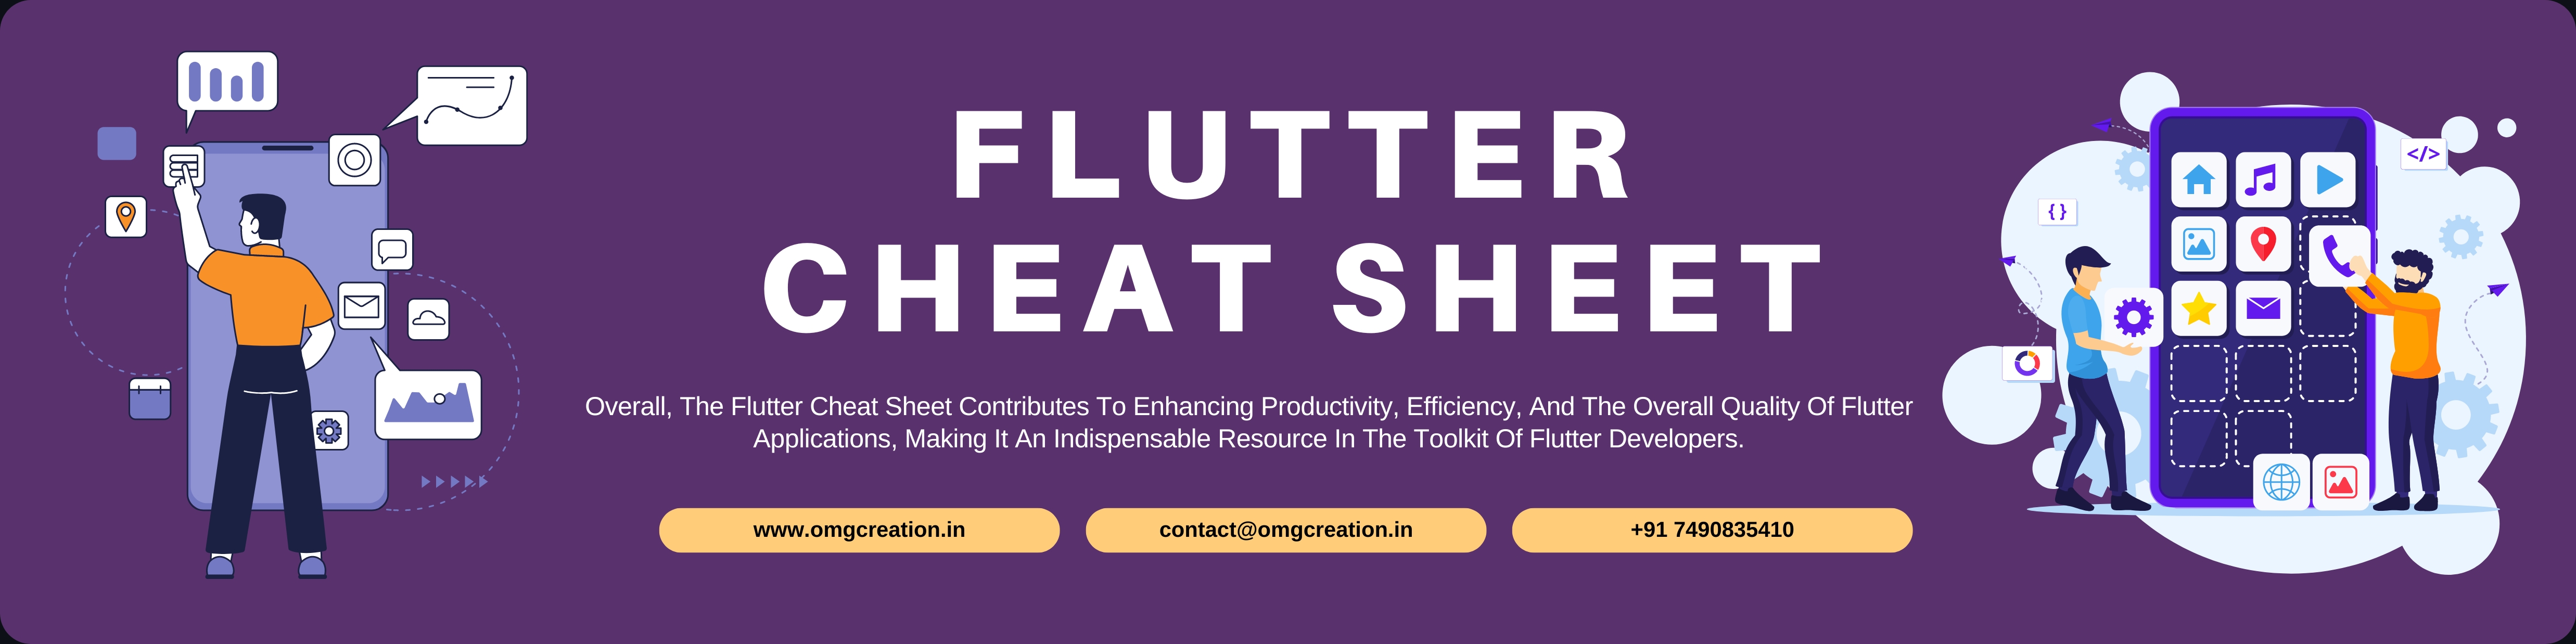 FLUTTER
CHEAT SHEET
Overall, The Flutter Cheat Sheet Contributes To Enhancing Productivity, Efficiency, And The Overall Quality Of Flutter
Applications, Making It An Indispensable Resource In The Toolkit Of Flutter Developers.
www.omgcreation.in
contact@omgcreation.in
+91 7490835410
</>
{ }